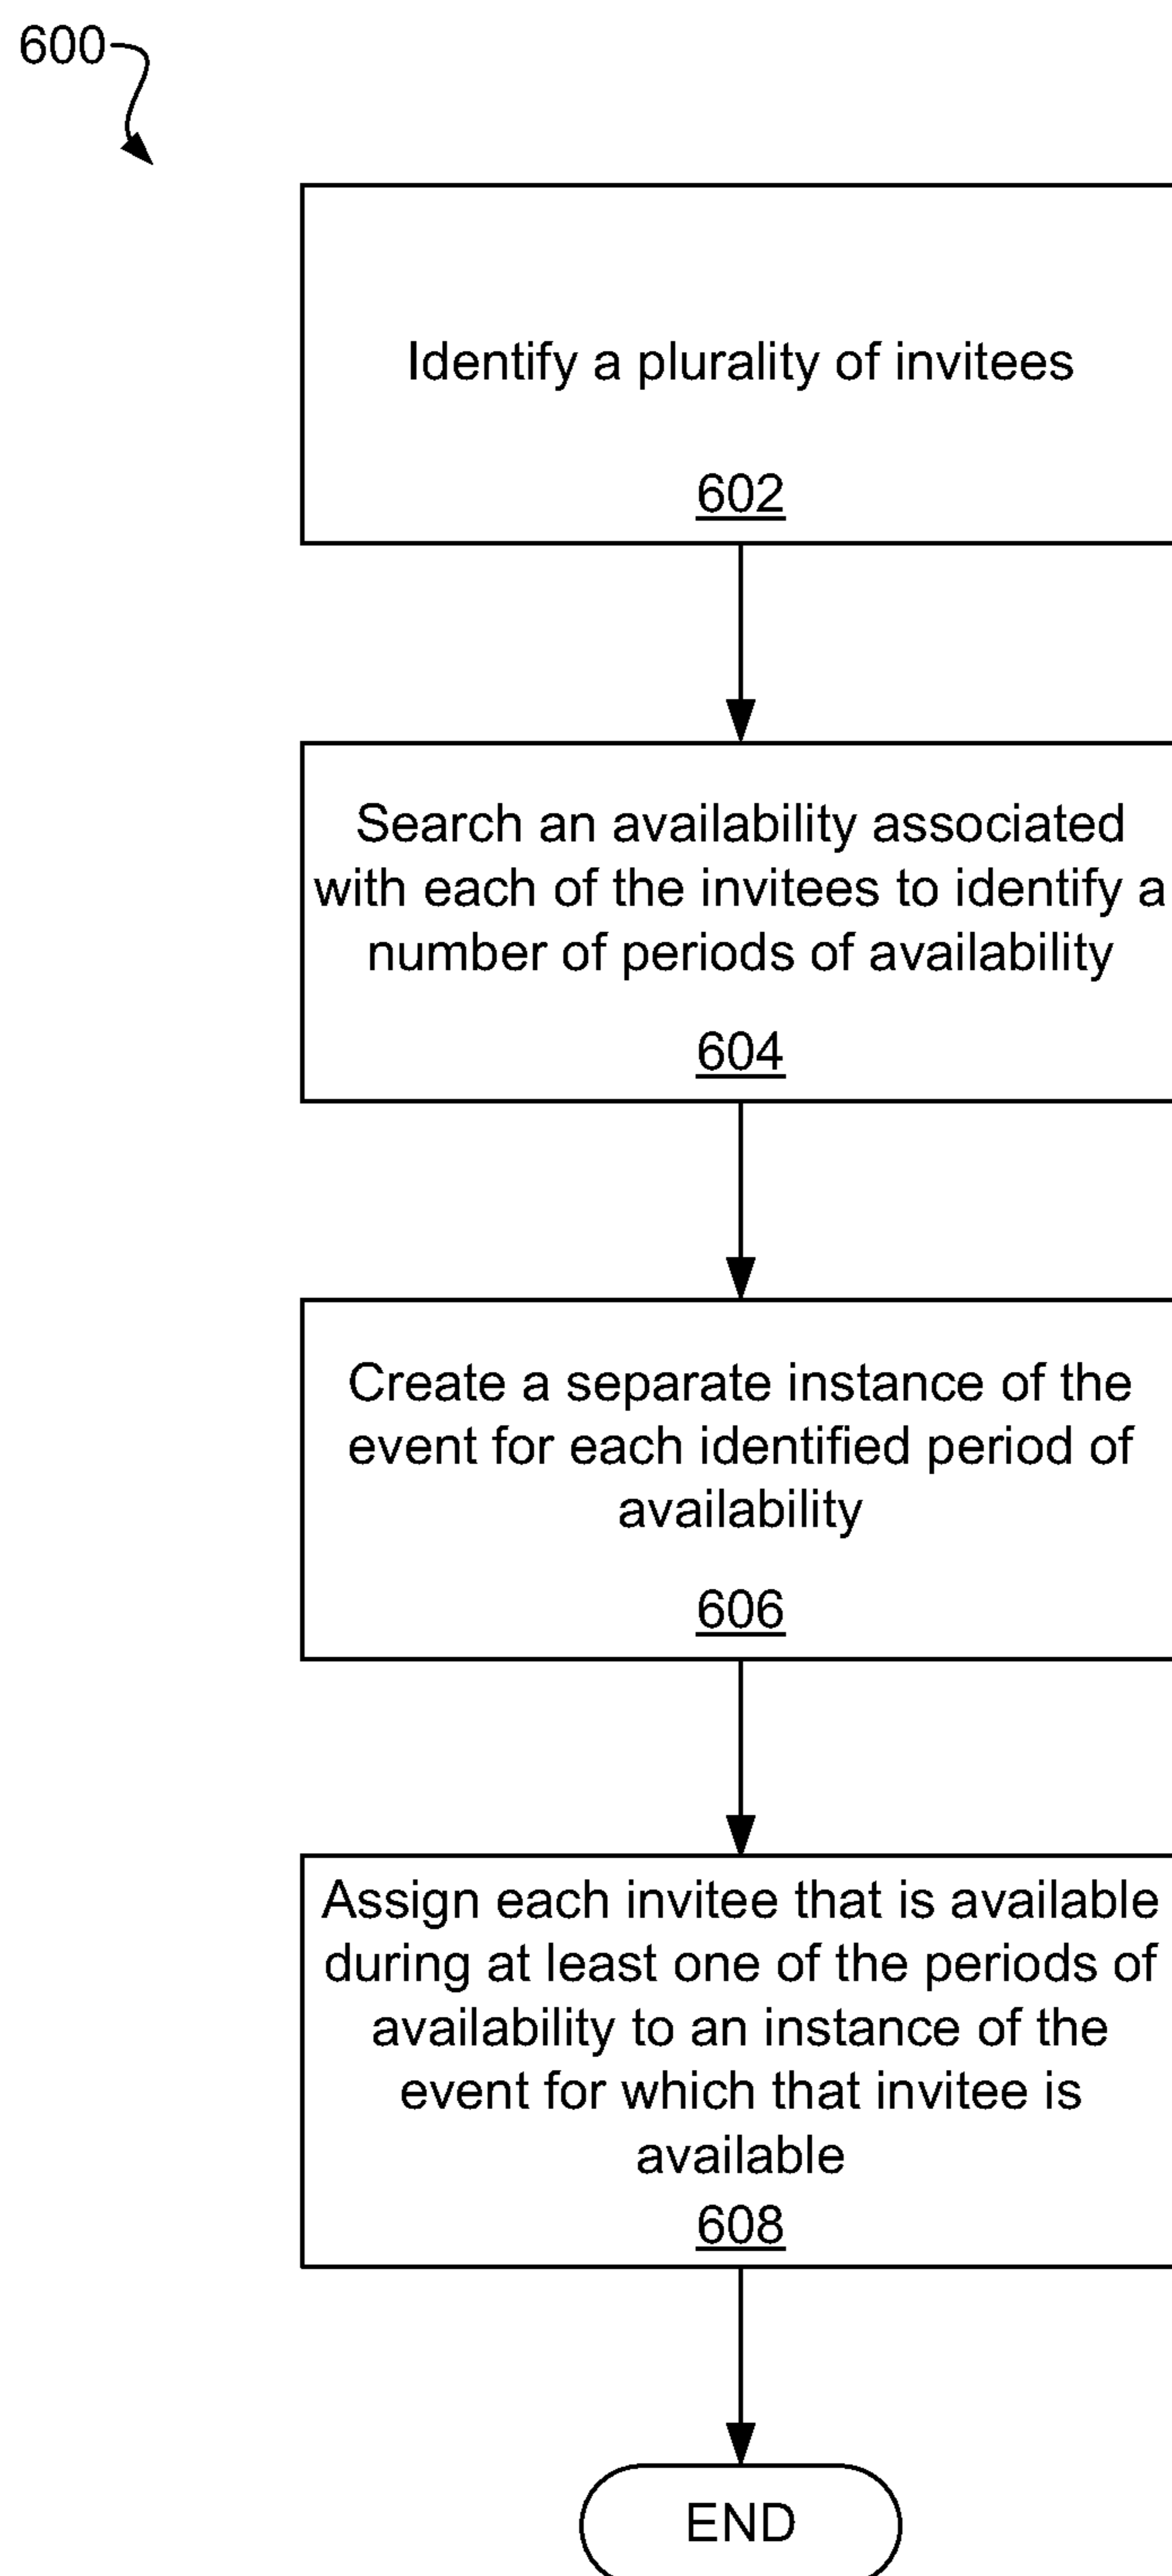 600
Identify a plurality of invitees
602
Search an availability associated
with each of the invitees to identify a
number of periods of availability
604
Create a separate instance of the
event for each identified period of
availability
606
Assign each invitee that is available
during at least one of the periods of
availability to an instance of the
event for which that invitee is
available
608
END